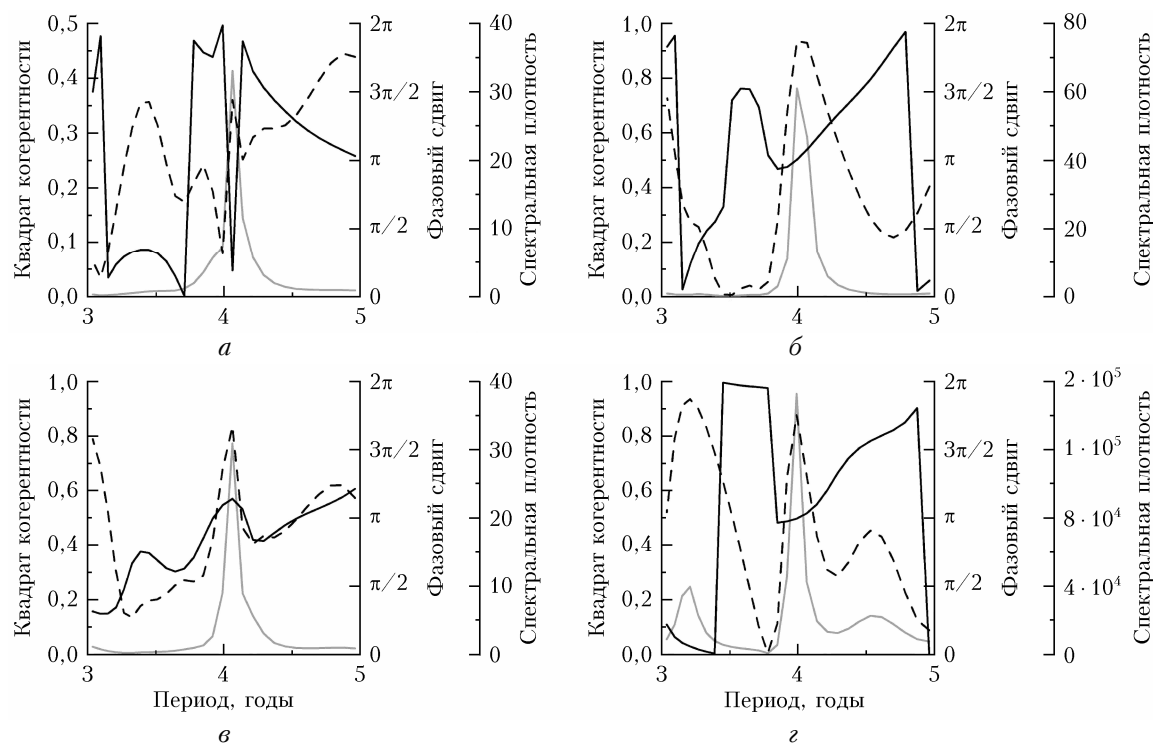 0,5 2π 40 1,0 2π 80
0,4 3π/2 30 0,8 3π/2 60
0,3 π 20 0,6 π 40
0,2 0,4
0,1 π/2 10 0,2 π/2 20
0,0 0 0 0,0 0 0
Квадрат когерентности
Фазовый сдвиг
Спектральная плотность
Квадрат когерентности
Фазовый сдвиг
Спектральная плотность
3 4 5 3 4 5
а б
1,0 2π 40 1,0 2π 2 · 10⁵
0,8 3π/2 30 0,8 3π/2 1 · 10⁵
0,6 π 20 0,6 π 8 · 10⁴
0,4 0,4
0,2 π/2 10 0,2 π/2 4 · 10⁴
0,0 0 0 0,0 0 0
Квадрат когерентности
Фазовый сдвиг
Спектральная плотность
Квадрат когерентности
Фазовый сдвиг
Спектральная плотность
3 4 5 3 4 5
Период, годы Период, годы
в г